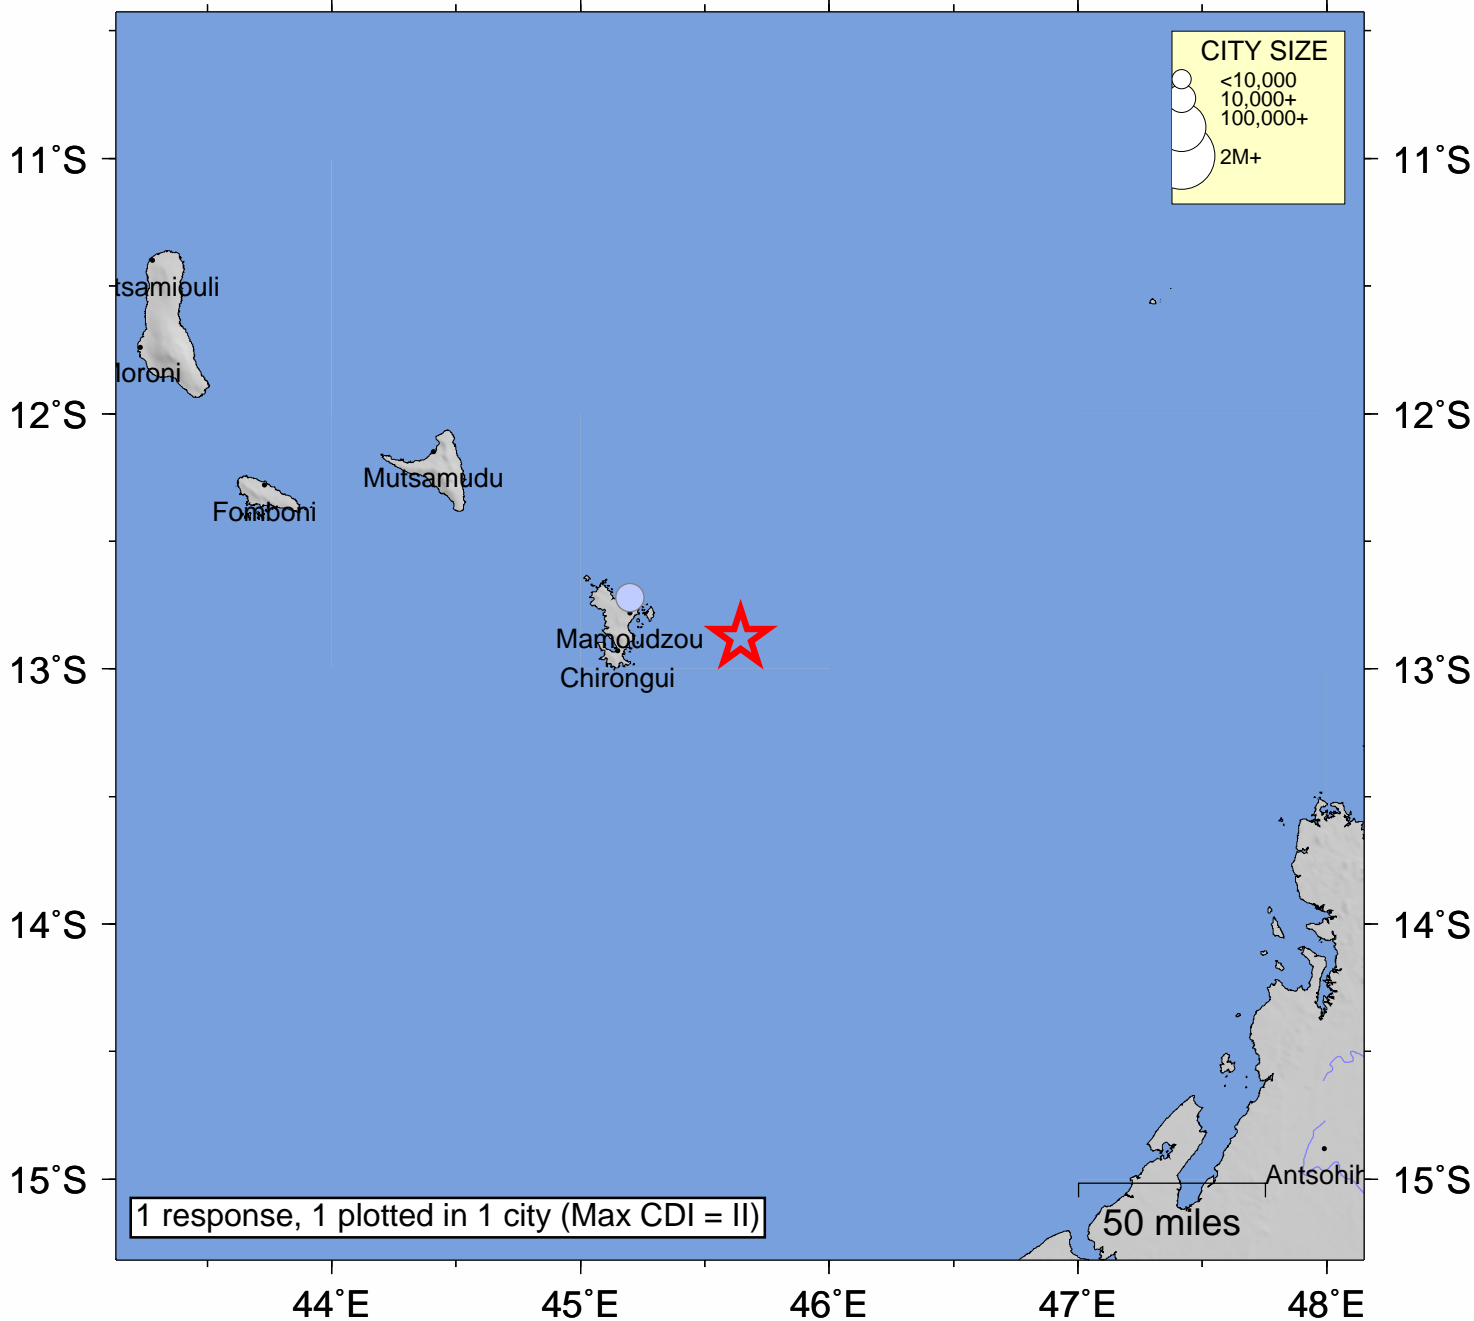 CITY SIZE
<10,000
10,000+
100,000+
2M+
11°S
11°S
tsamiouli
Moroni
12°S
12°S
Mutsamudu
Fomboni
Mamoudzou
13°S
13°S
Chirongui
14°S
14°S
15°S
Antsohih
15°S
1 response, 1 plotted in 1 city (Max CDI = II)
50 miles
44°E
45°E
46°E
47°E
48°E